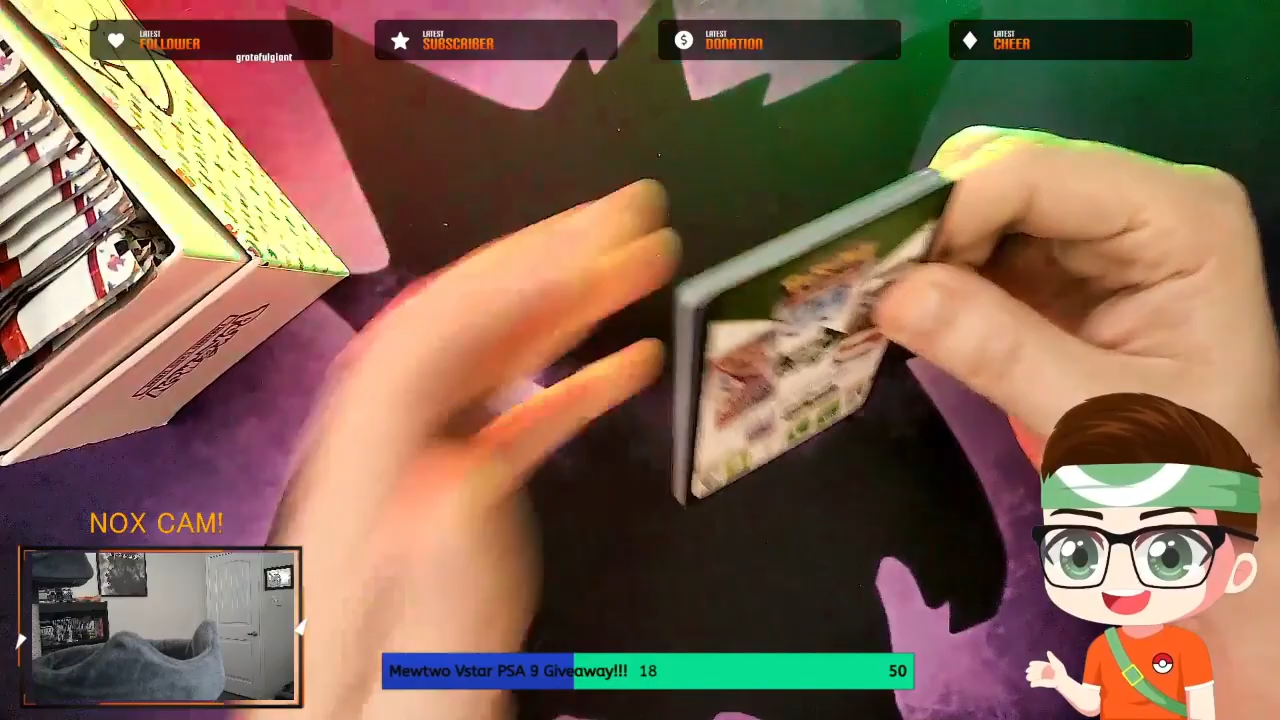 LATEST
FOLLOWER
gratefulgiant
LATEST
SUBSCRIBER
LATEST
DONATION
LATEST
CHEER
NOX CAM!
Mewtwo Vstar PSA 9 Giveaway!!! 18 50